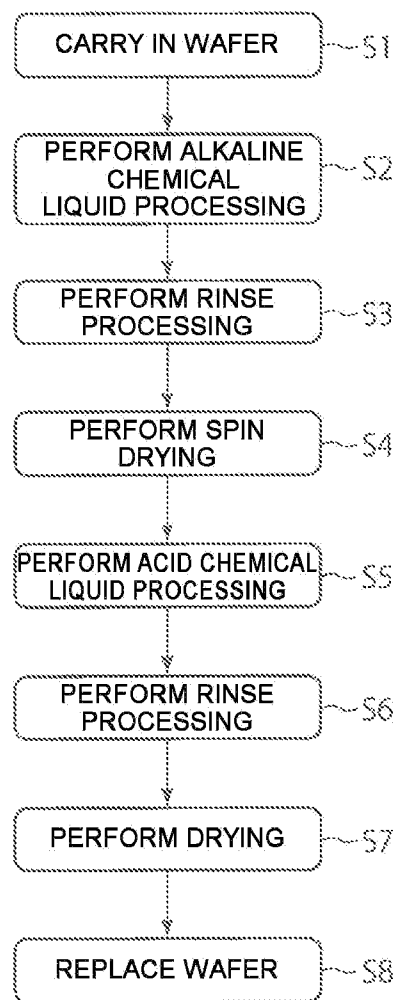 CARRY IN WAFER
S1
PERFORM ALKALINE
CHEMICAL
LIQUID PROCESSING
S2
PERFORM RINSE
PROCESSING
S3
PERFORM SPIN
DRYING
S4
PERFORM ACID CHEMICAL
LIQUID PROCESSING
S5
PERFORM RINSE
PROCESSING
S6
PERFORM DRYING
S7
REPLACE WAFER
S8